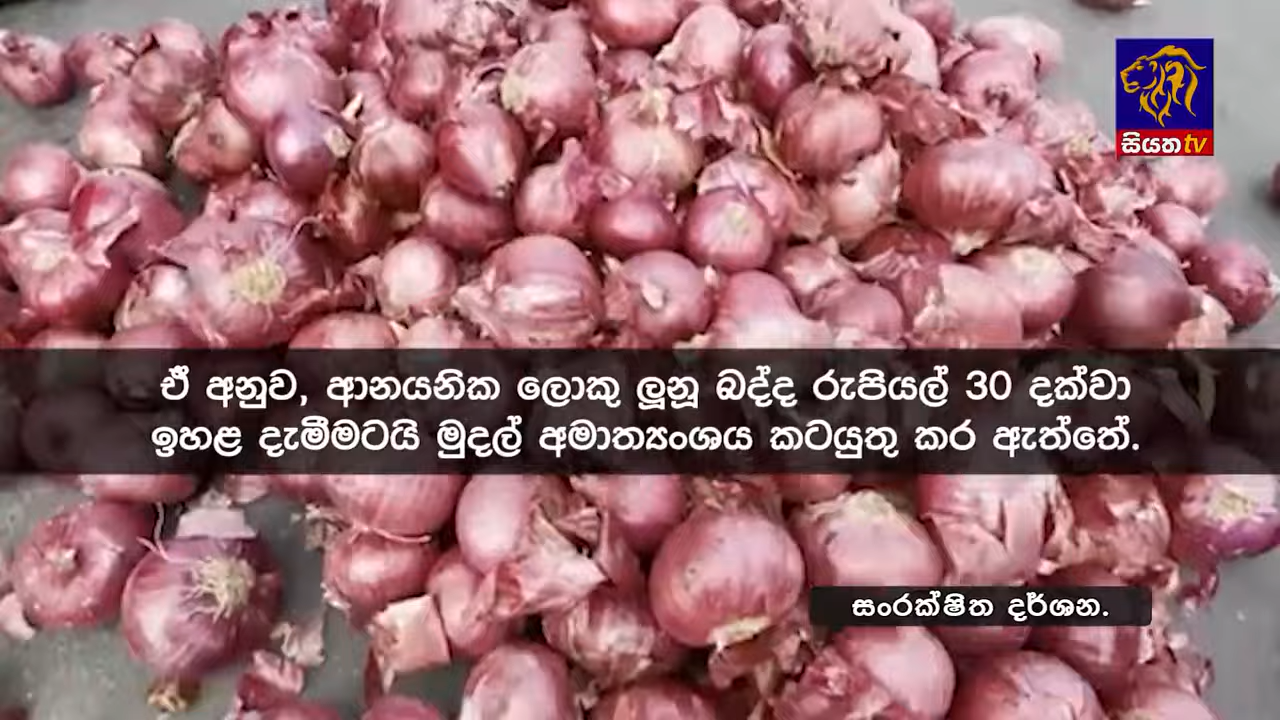 සියත tv
ඒ අනුව, ආනයනික ලොකු ලූනූ බද්ද රුපියල් 30 දක්වා
ඉහළ දැමීමටයි මුදල් අමාත්‍යංශය කටයුතු කර ඇත්තේ.
සංරක්ෂිත දර්ශන.